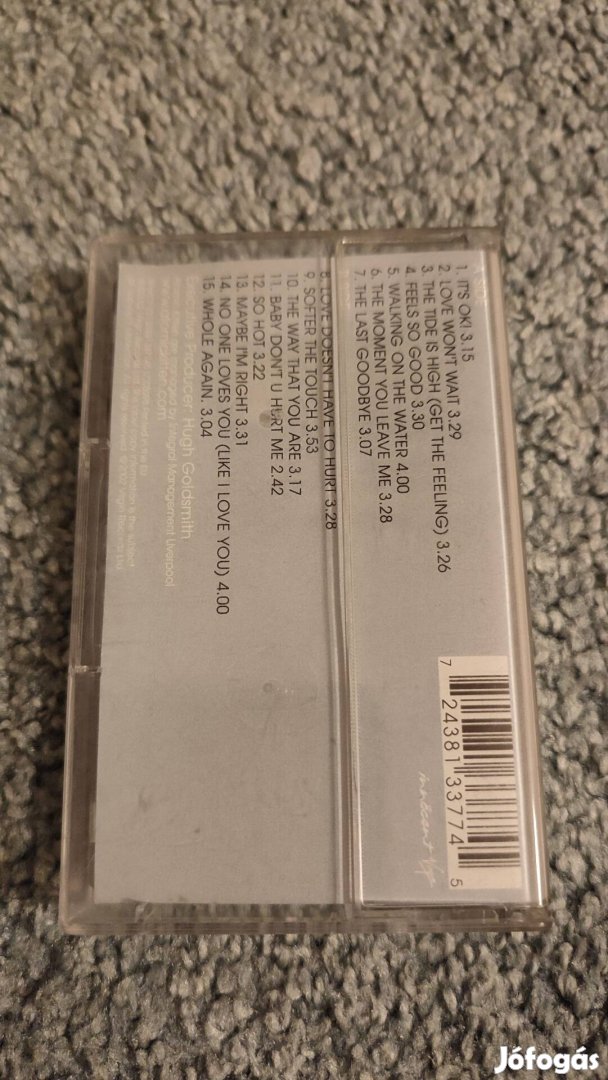 1. IT'S OK! 3.15
2. LOVE WON'T WAIT 3.29
3. THE TIDE IS HIGH (GET THE FEELING) 3.26
4. FEELS SO GOOD 3.30
5. WALKING ON THE WATER 4.00
6. THE MOMENT YOU LEAVE ME 3.28
7. THE LAST GOODBYE 3.07
8. LOVE DOESN'T HAVE TO HURT 3.28
9. SOFTER THE TOUCH 3.53
10. THE WAY THAT YOU ARE 3.17
11. BABY DON'T U HURT ME 2.42
12. SO HOT 3.22
13. MAYBE I'M RIGHT 3.31
14. NO ONE LOVES YOU (LIKE I LOVE YOU) 4.00
15. WHOLE AGAIN. 3.04
Producer: Hugh Goldsmith
Management Liverpool
7 24381 33774 5
innocent
Jófogás